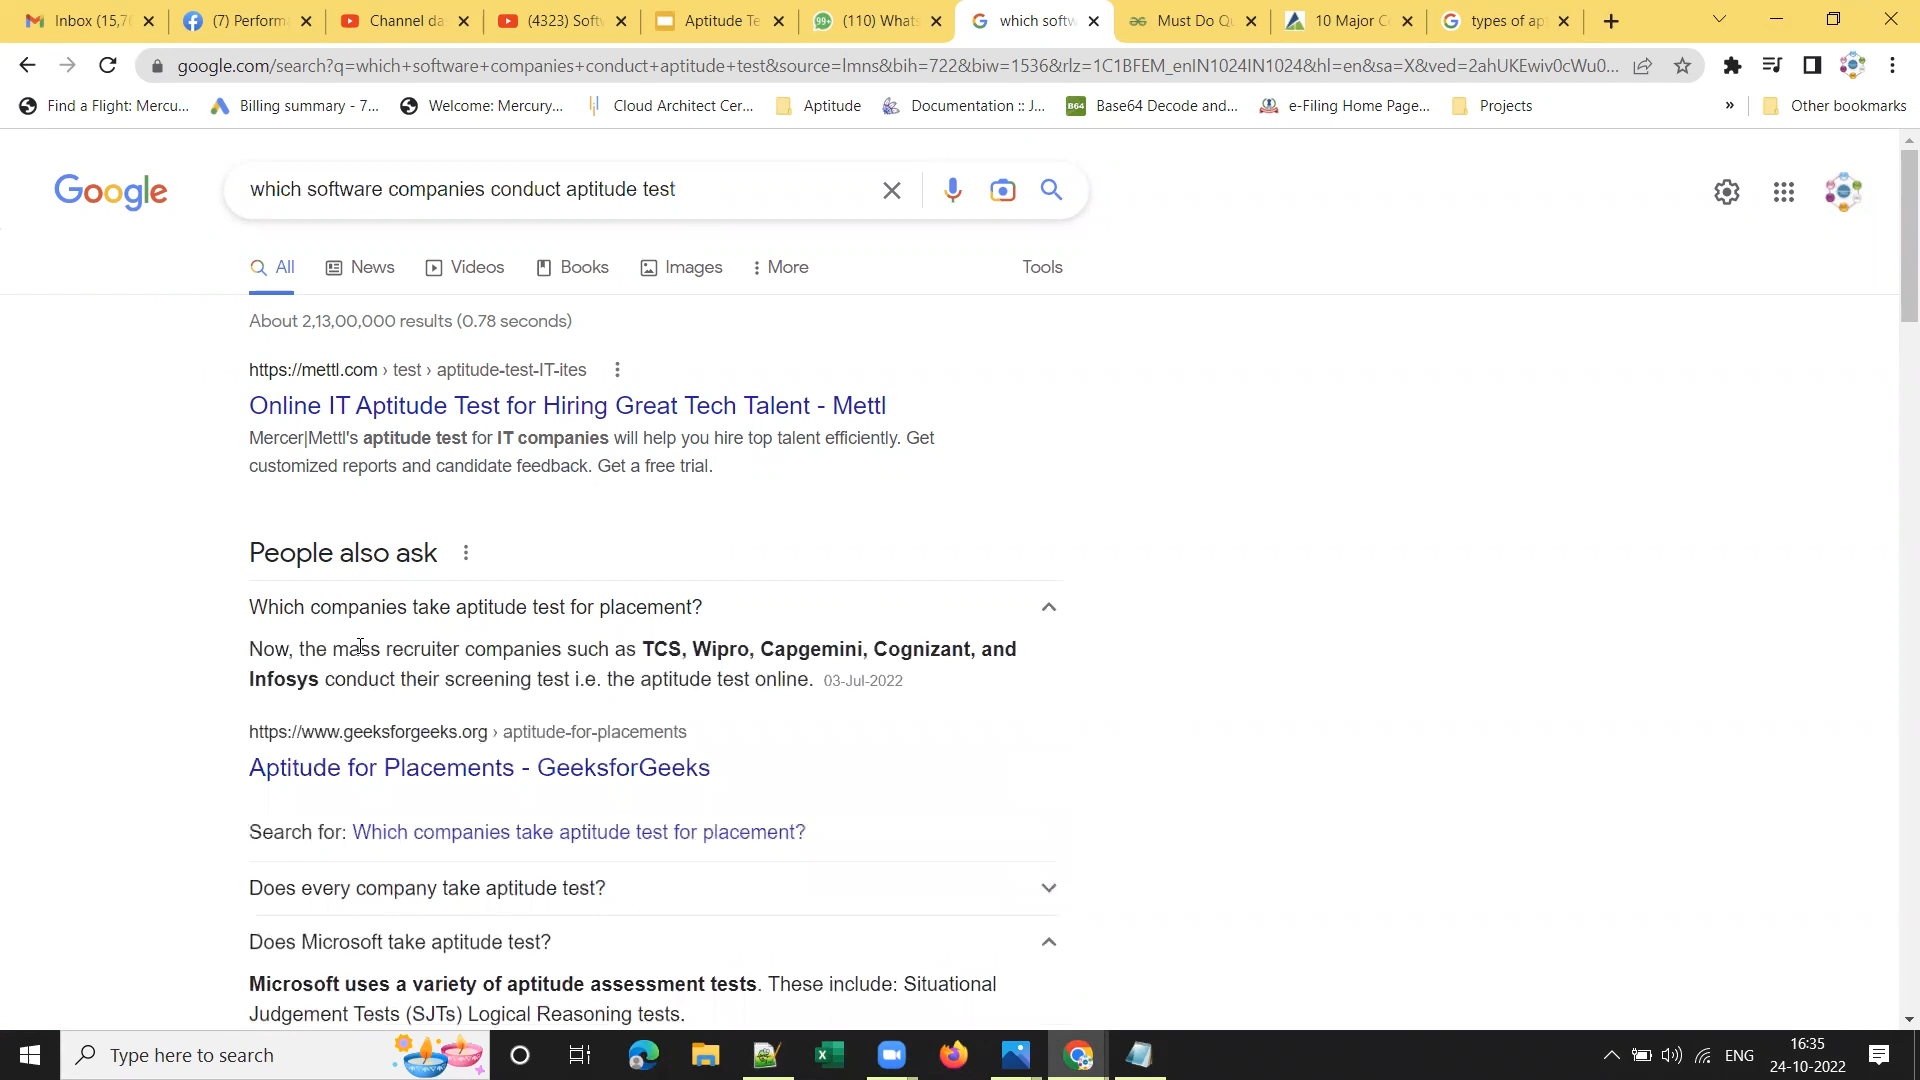 Inbox (15,7
(7) Perform
Channel da
(4323) Soft
Aptitude Te
99+
(110) What
which softw
Must Do Q
10 Major C
types of ap
google.com/search?q=which+software+companies+conduct+aptitude+test&source=lmns&bih=722&biw=1536&rlz=1C1BFEM_enIN1024IN1024&hl=en&sa=X&ved=2ahUKEwiv0cWu0...
Find a Flight: Mercu...
Billing summary - 7...
Welcome: Mercury...
Cloud Architect Cer...
Aptitude
Documentation :: J...
B64
Base64 Decode and...
e-Filing Home Page...
Projects
»
Other bookmarks
Google
which software companies conduct aptitude test
All
News
Videos
Books
Images
More
Tools
About 2,13,00,000 results (0.78 seconds)
https://mettl.com › test › aptitude-test-IT-ites
Online IT Aptitude Test for Hiring Great Tech Talent - Mettl
Mercer|Mettl's aptitude test for IT companies will help you hire top talent efficiently. Get
customized reports and candidate feedback. Get a free trial.
People also ask
Which companies take aptitude test for placement?
Now, the mass recruiter companies such as TCS, Wipro, Capgemini, Cognizant, and
Infosys conduct their screening test i.e. the aptitude test online. 03-Jul-2022
https://www.geeksforgeeks.org › aptitude-for-placements
Aptitude for Placements - GeeksforGeeks
Search for: Which companies take aptitude test for placement?
Does every company take aptitude test?
Does Microsoft take aptitude test?
Microsoft uses a variety of aptitude assessment tests. These include: Situational
Judgement Tests (SJTs) Logical Reasoning tests.
Type here to search
ENG
16:35
24-10-2022